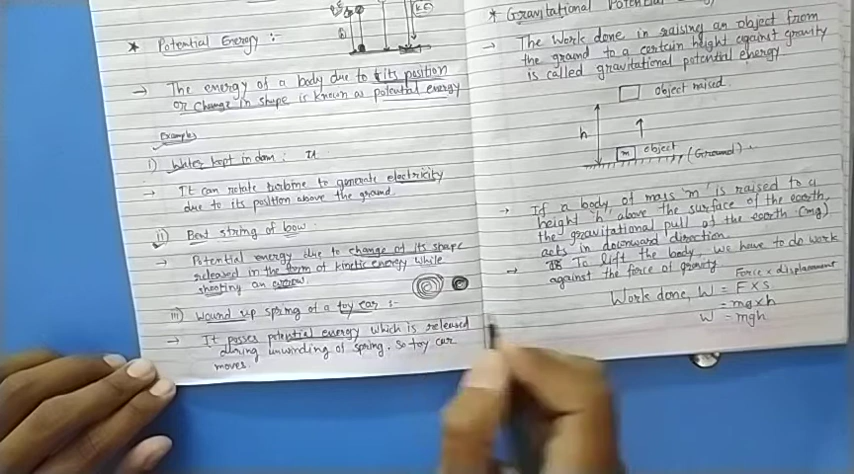 * Potential Energy :-
→ The energy of a body due to its position
or change in shape is known as potential energy
Examples
i) Water kept in dam :
→ It can rotate turbine to generate electricity
due to its position above the ground.
ii) Bent string of bow
→ Potential energy due to change of its shape
released in the form of kinetic energy while
shooting an arrow.
iii) Wound up spring of a toy car :-
→ It posses potential energy which is released
during unwinding of spring. So toy car
moves.
* Gravitational Potential
→ The Work done in raising an object from
the ground to a certain height against gravity
is called gravitational potential energy.
object raised.
h
m object (Ground).
→ If a body of mass 'm' is raised to a
height 'h' above the surface of the earth,
the gravitational pull of the earth (mg)
acts in downward direction.
→ To lift the body, we have to do work
against the force of gravity
Force x displacement
Work done, W = F x s
= mg x h
W = mgh